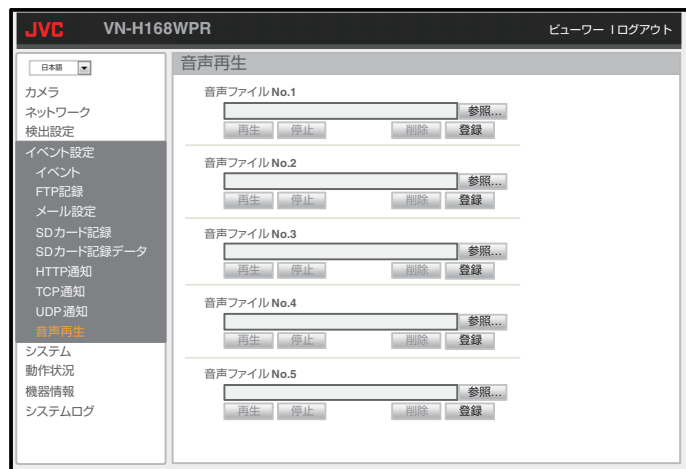 JVC VN-H168WPR ビューワー | ログアウト
日本語
カメラ
ネットワーク
検出設定
イベント設定
イベント
FTP記録
メール設定
SDカード記録
SDカード記録データ
HTTP通知
TCP通知
UDP通知
音声再生
システム
動作状況
機器情報
システムログ
音声再生
音声ファイル No.1
参照...
再生 停止 削除 登録
音声ファイル No.2
参照...
再生 停止 削除 登録
音声ファイル No.3
参照...
再生 停止 削除 登録
音声ファイル No.4
参照...
再生 停止 削除 登録
音声ファイル No.5
参照...
再生 停止 削除 登録